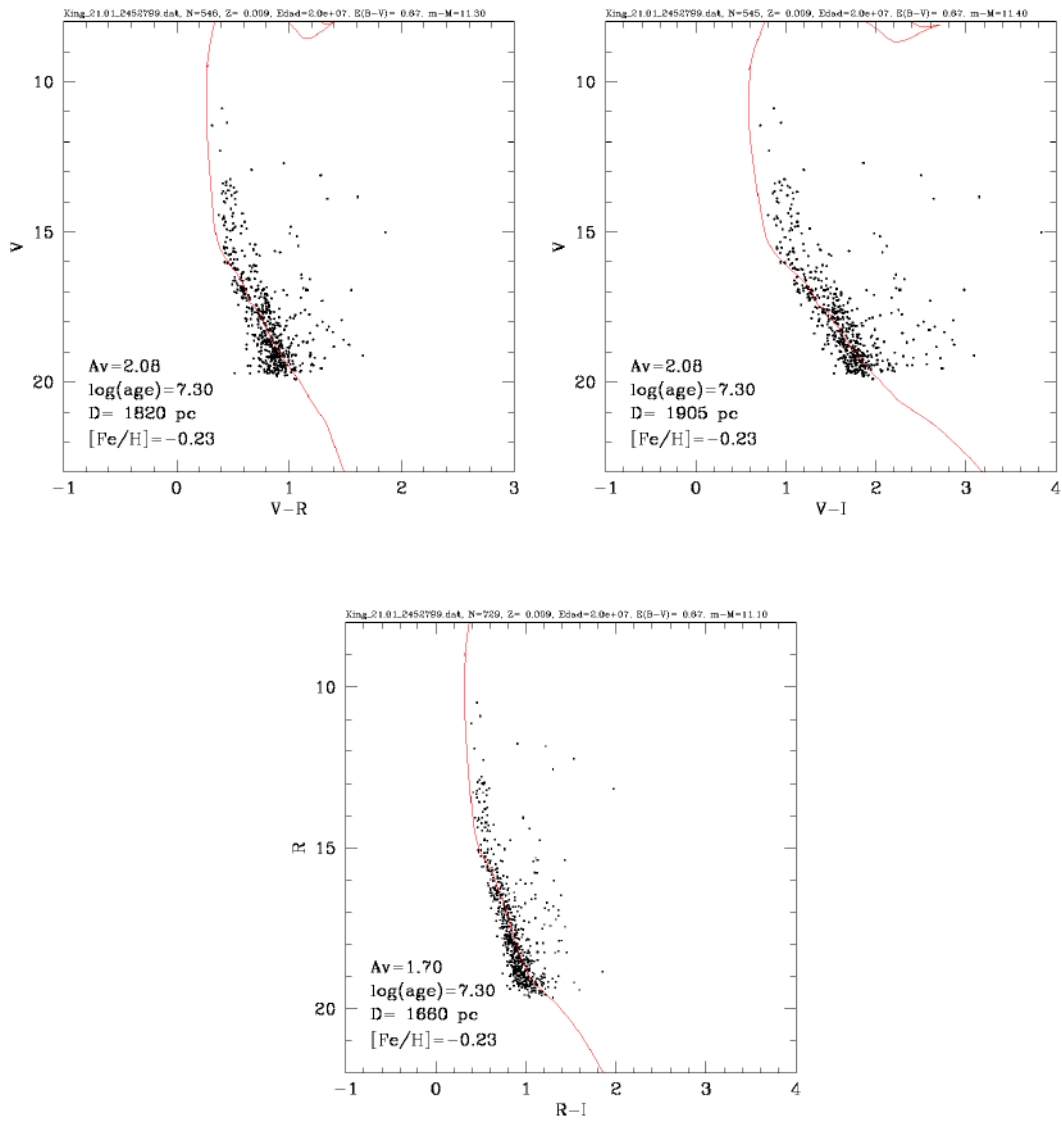 King_21.01_2452799.dat, N=546, Z= 0.009, Edad=2.0e+07, E(B-V)= 0.67, m-M=11.30
10
15
20
V
Av=2.08
log(age)=7.30
D= 1820 pc
[Fe/H]=-0.23
-1 0 1 2 3
V-R
King_21.01_2452799.dat, N=545, Z= 0.009, Edad=2.0e+07, E(B-V)= 0.67, m-M=11.40
10
15
20
V
Av=2.08
log(age)=7.30
D= 1905 pc
[Fe/H]=-0.23
-1 0 1 2 3 4
V-I
King_21.01_2452799.dat, N=729, Z= 0.009, Edad=2.0e+07, E(B-V)= 0.67, m-M=11.10
10
15
20
R
Av=1.70
log(age)=7.30
D= 1660 pc
[Fe/H]=-0.23
-1 0 1 2 3 4
R-I